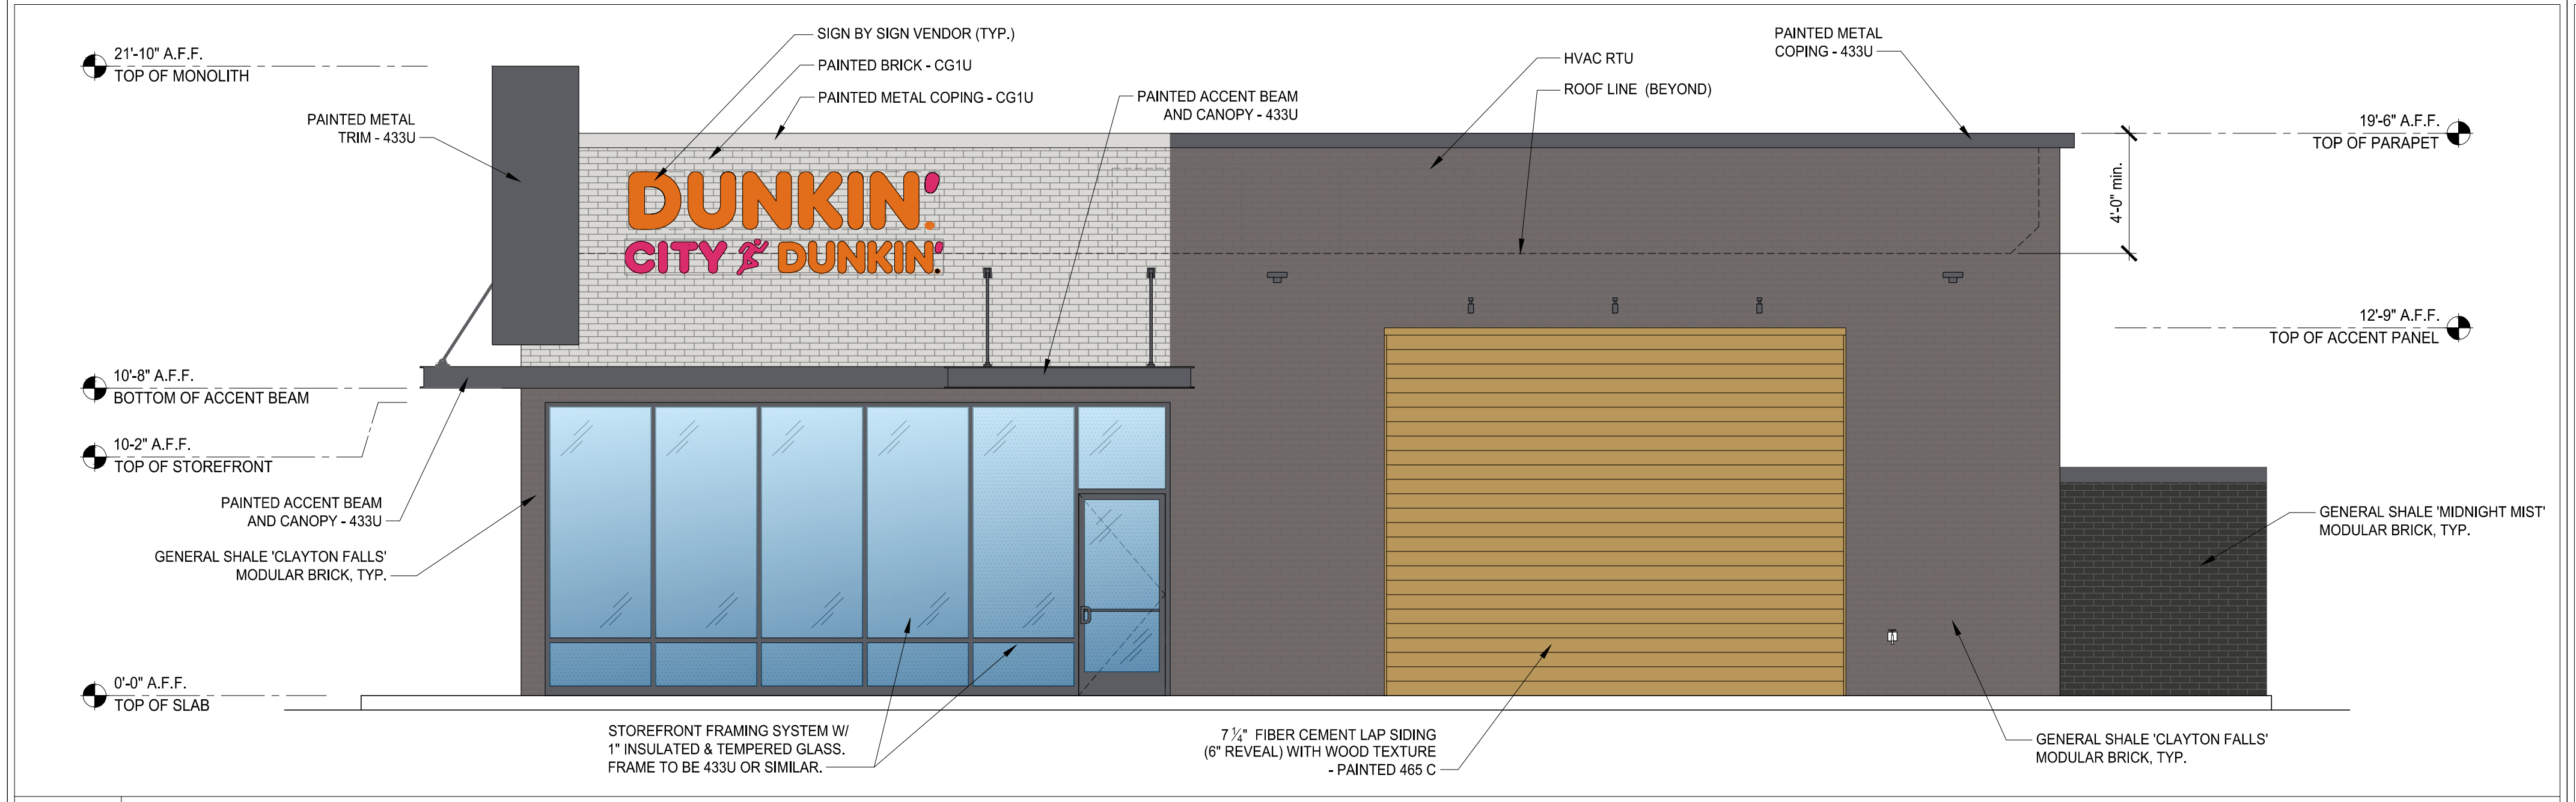 21'-10" A.F.F.
TOP OF MONOLITH
PAINTED METAL
TRIM - 433U
SIGN BY SIGN VENDOR (TYP.)
PAINTED BRICK - CG1U
PAINTED METAL COPING - CG1U
PAINTED ACCENT BEAM
AND CANOPY - 433U
HVAC RTU
ROOF LINE (BEYOND)
PAINTED METAL
COPING - 433U
19'-6" A.F.F.
TOP OF PARAPET
4'-0" min.
DUNKIN'
CITY DUNKIN'
12'-9" A.F.F.
TOP OF ACCENT PANEL
10'-8" A.F.F.
BOTTOM OF ACCENT BEAM
10-2" A.F.F.
TOP OF STOREFRONT
PAINTED ACCENT BEAM
AND CANOPY - 433U
GENERAL SHALE 'CLAYTON FALLS'
MODULAR BRICK, TYP.
GENERAL SHALE 'MIDNIGHT MIST'
MODULAR BRICK, TYP.
0'-0" A.F.F.
TOP OF SLAB
STOREFRONT FRAMING SYSTEM W/
1" INSULATED & TEMPERED GLASS.
FRAME TO BE 433U OR SIMILAR.
7 1/4" FIBER CEMENT LAP SIDING
(6" REVEAL) WITH WOOD TEXTURE
- PAINTED 465 C
GENERAL SHALE 'CLAYTON FALLS'
MODULAR BRICK, TYP.